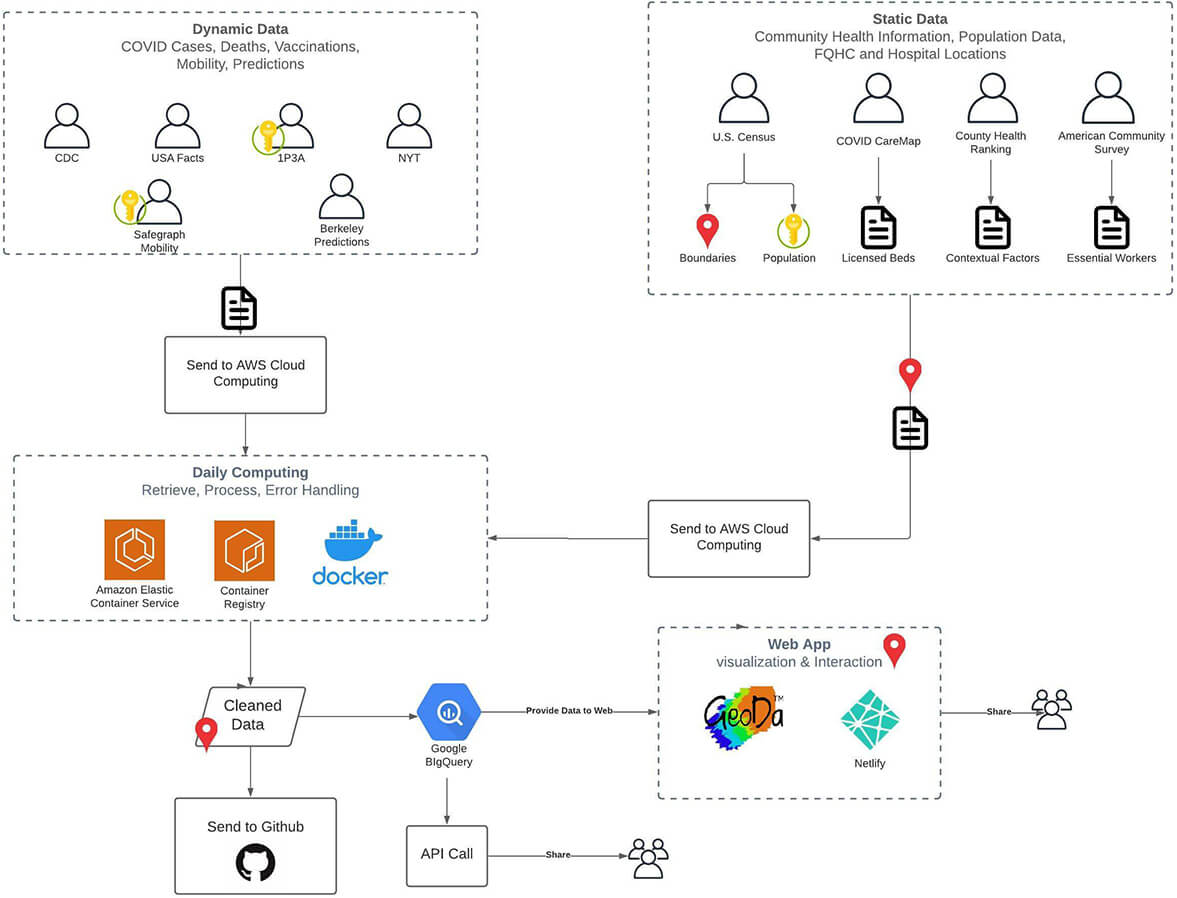 Dynamic Data
COVID Cases, Deaths, Vaccinations,
Mobility, Predictions
CDC
USA Facts
1P3A
NYT
Safegraph
Mobility
Berkeley
Predictions
Static Data
Community Health Information, Population Data,
FQHC and Hospital Locations
U.S. Census
COVID CareMap
County Health
Ranking
American Community
Survey
Boundaries
Population
Licensed Beds
Contextual Factors
Essential Workers
Send to AWS Cloud
Computing
Daily Computing
Retrieve, Process, Error Handling
Amazon Elastic
Container Service
Container
Registry
docker
Send to AWS Cloud
Computing
Cleaned
Data
Google
BIgQuery
Provide Data to Web
Web App
visualization & Interaction
GeoDa™
Netlify
Share
Send to Github
API Call
Share